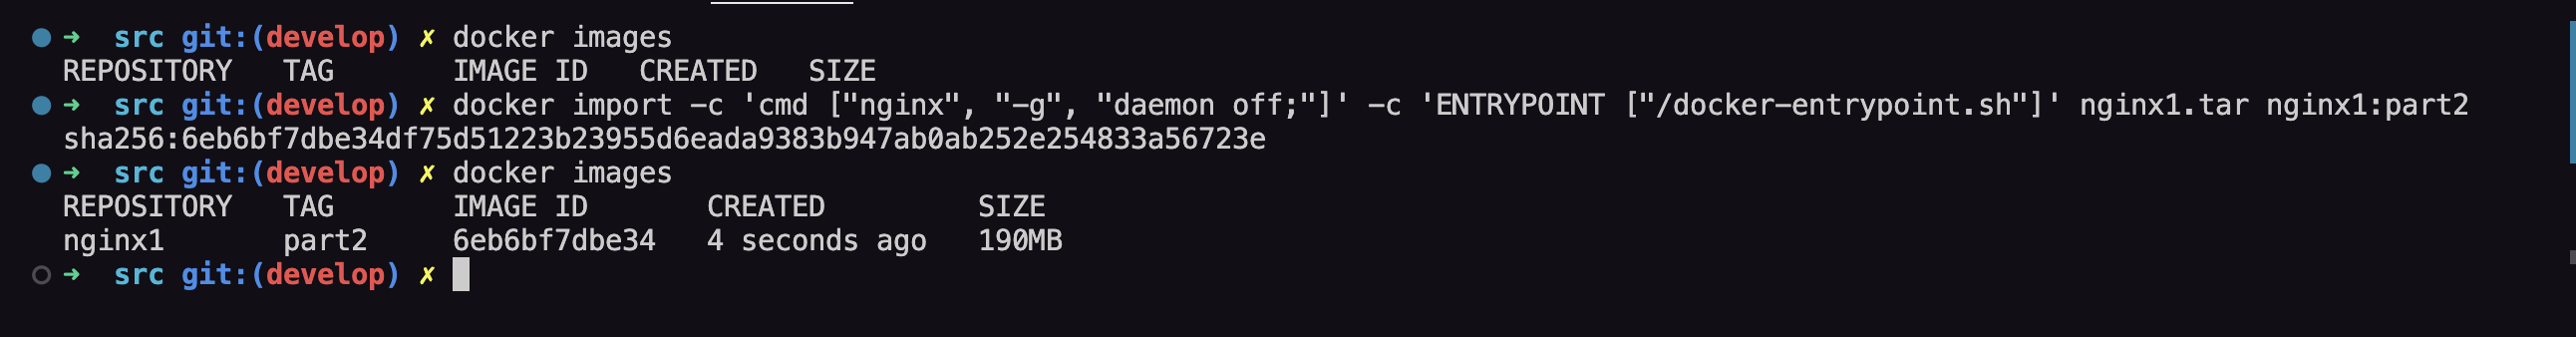 ➜ src git:(develop) ✗ docker images
REPOSITORY TAG IMAGE ID CREATED SIZE
➜ src git:(develop) ✗ docker import -c 'cmd ["nginx", "-g", "daemon off;"]' -c 'ENTRYPOINT ["/docker-entrypoint.sh"]' nginx1.tar nginx1:part2
sha256:6eb6bf7dbe34df75d51223b23955d6eada9383b947ab0ab252e254833a56723e
➜ src git:(develop) ✗ docker images
REPOSITORY TAG IMAGE ID CREATED SIZE
nginx1 part2 6eb6bf7dbe34 4 seconds ago 190MB
➜ src git:(develop) ✗